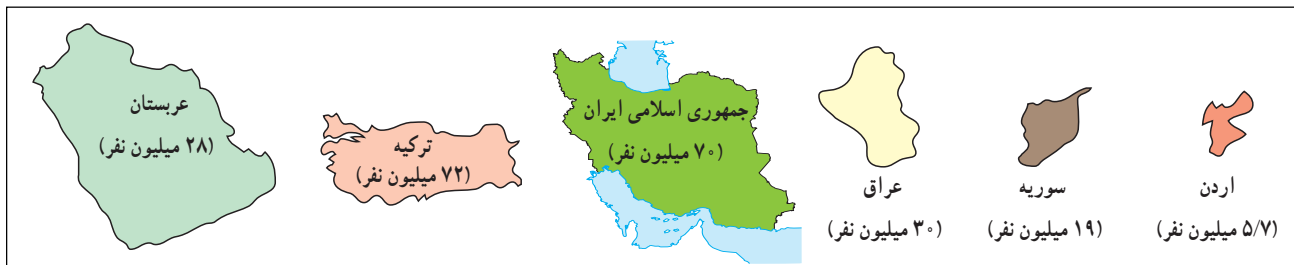 عربستان
(۲۸ میلیون نفر)
ترکیه
(۷۲ میلیون نفر)
جمهوری اسلامی ایران
(۷۰ میلیون نفر)
عراق
(۳۰ میلیون نفر)
سوریه
(۱۹ میلیون نفر)
اردن
(۵/۷ میلیون نفر)